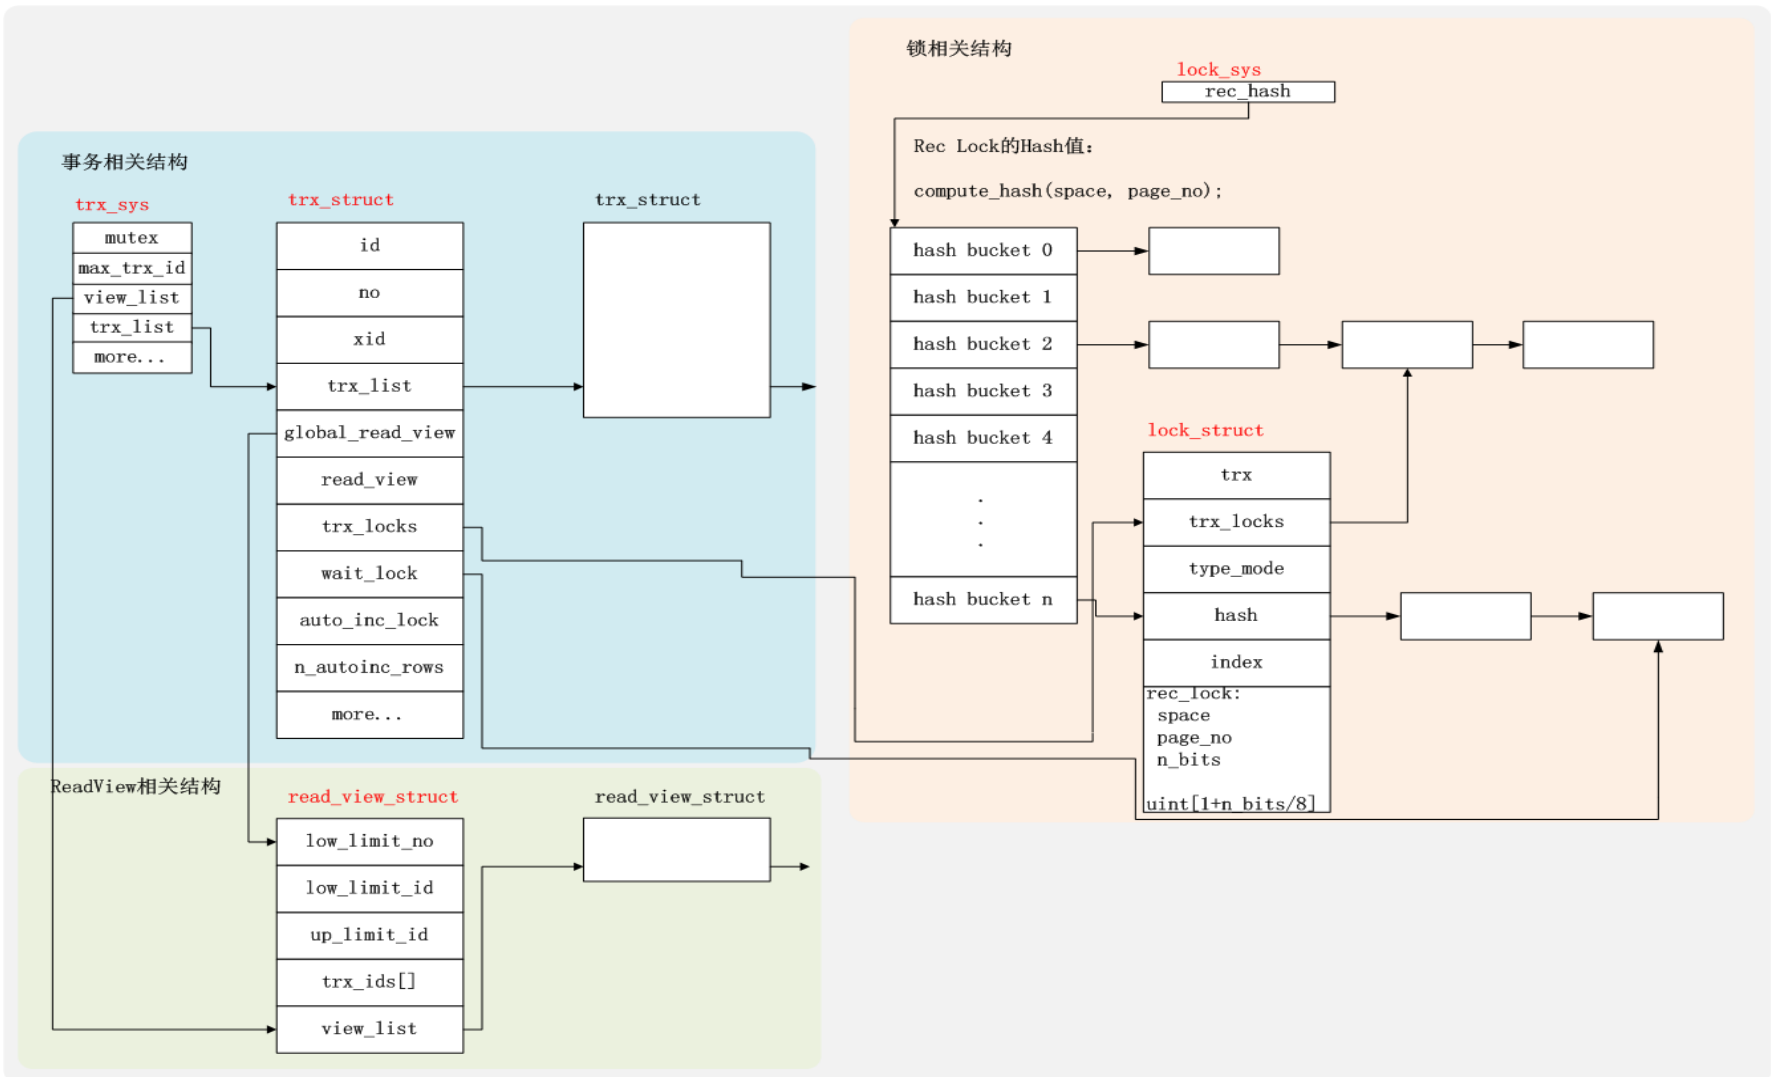 锁相关结构
lock_sys
rec_hash
Rec Lock的Hash值：
compute_hash(space, page_no);
事务相关结构
trx_sys
mutex
max_trx_id
view_list
trx_list
more...
trx_struct
id
no
xid
trx_list
global_read_view
read_view
trx_locks
wait_lock
auto_inc_lock
n_autoinc_rows
more...
trx_struct
hash bucket 0
hash bucket 1
hash bucket 2
hash bucket 3
hash bucket 4
.
.
.
hash bucket n
lock_struct
trx
trx_locks
type_mode
hash
index
rec_lock:
space
page_no
n_bits
uint[1+n_bits/8]
ReadView相关结构
read_view_struct
low_limit_no
low_limit_id
up_limit_id
trx_ids[]
view_list
read_view_struct